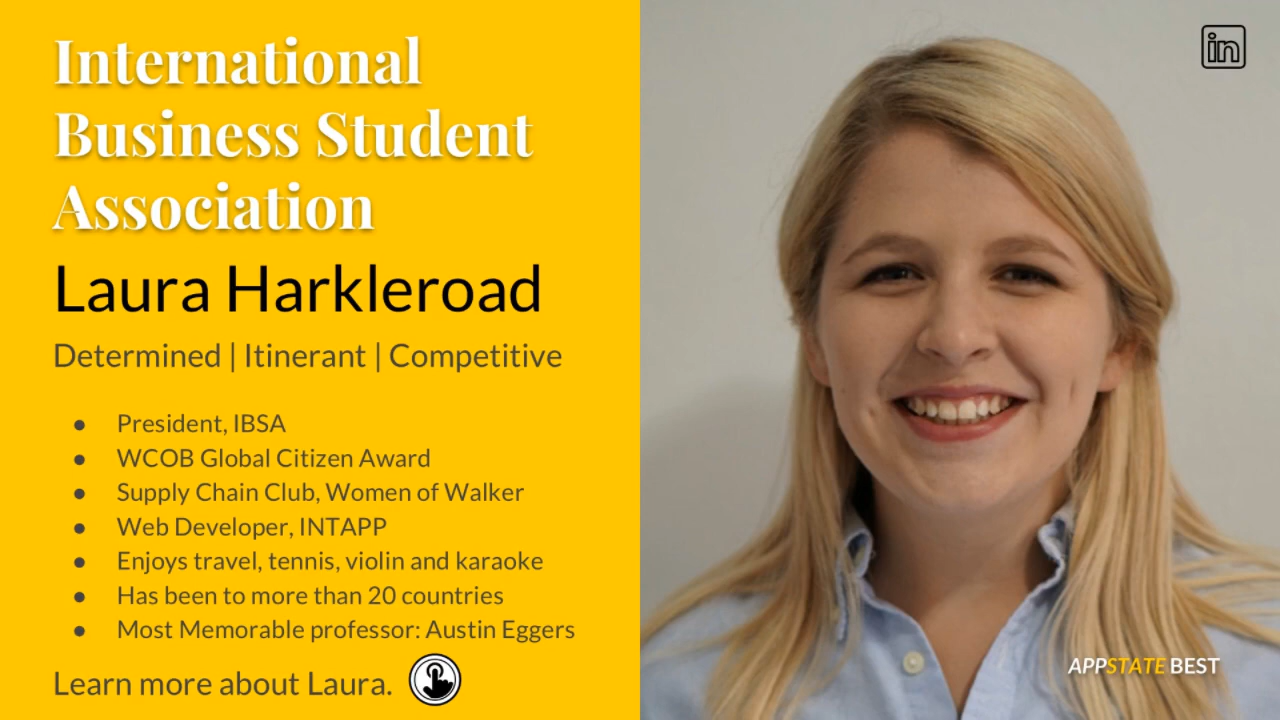 International
Business Student
Association
Laura Harkleroad
Determined | Itinerant | Competitive
● President, IBSA
● WCOB Global Citizen Award
● Supply Chain Club, Women of Walker
● Web Developer, INTAPP
● Enjoys travel, tennis, violin and karaoke
● Has been to more than 20 countries
● Most Memorable professor: Austin Eggers
Learn more about Laura.
in
APPSTATE BEST